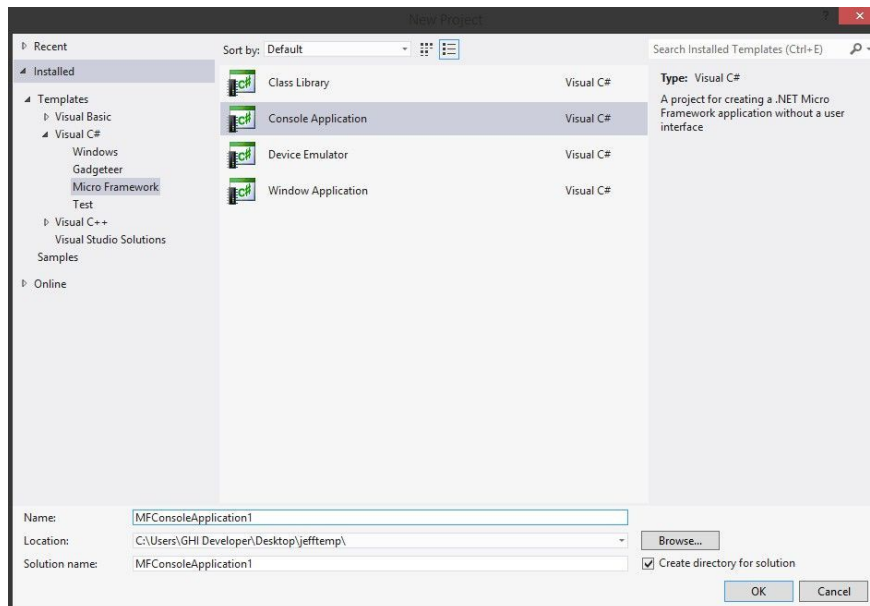 New Project
?
Recent
Installed
Templates
Visual Basic
Visual C#
Windows
Gadgeteer
Micro Framework
Test
Visual C++
Visual Studio Solutions
Samples
Online
Sort by: Default
C# Class Library Visual C#
C# Console Application Visual C#
C# Device Emulator Visual C#
C# Window Application Visual C#
Search Installed Templates (Ctrl+E)
Type: Visual C#
A project for creating a .NET Micro
Framework application without a user
interface
Name: MFConsoleApplication1
Location: C:\Users\GHI Developer\Desktop\jefftemp\ Browse...
Solution name: MFConsoleApplication1 Create directory for solution
OK Cancel